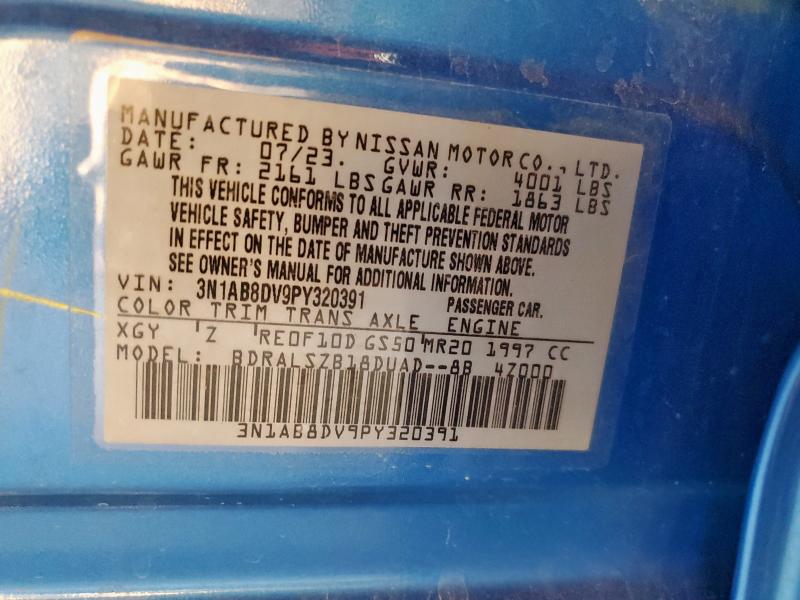 MANUFACTURED BY NISSAN MOTOR CO., LTD.
DATE: 07/23. GVWR: 4001 LBS
GAWR FR: 2161 LBS GAWR RR: 1863 LBS
THIS VEHICLE CONFORMS TO ALL APPLICABLE FEDERAL MOTOR
VEHICLE SAFETY, BUMPER AND THEFT PREVENTION STANDARDS
IN EFFECT ON THE DATE OF MANUFACTURE SHOWN ABOVE.
SEE OWNER'S MANUAL FOR ADDITIONAL INFORMATION.
VIN: 3N1AB8DV9PY320391 PASSENGER CAR.
COLOR TRIM TRANS AXLE ENGINE
XGY Z RE0F10D GS50 MR20 1997 CC
MODEL: BDRALSZB18DUAD--8B 4Z000
3N1AB8DV9PY320391